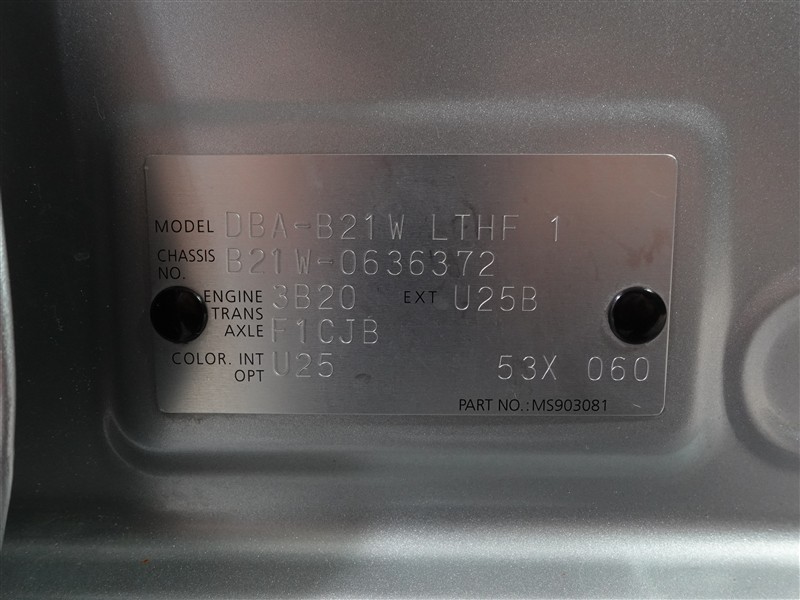 MODEL DBA-B21W LTHF 1
CHASSIS NO. B21W-0636372
ENGINE 3B20 EXT U25B
TRANS AXLE F1CJB
COLOR. INT OPT U25 53X 060
PART NO.:MS903081